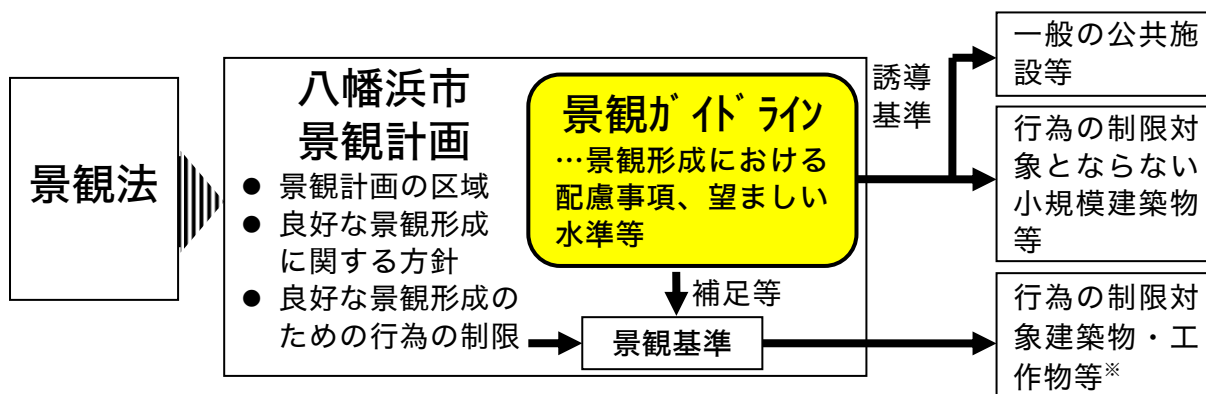 景観法
八幡浜市
景観計画
● 景観計画の区域
● 良好な景観形成
に関する方針
● 良好な景観形成の
ための行為の制限
景観ｶﾞｲﾄﾞﾗｲﾝ
…景観形成における
配慮事項、望ましい
水準等
補足等
景観基準
誘導
基準
一般の公共施
設等
行為の制限対
象とならない
小規模建築物
等
行為の制限対
象建築物・工
作物等※